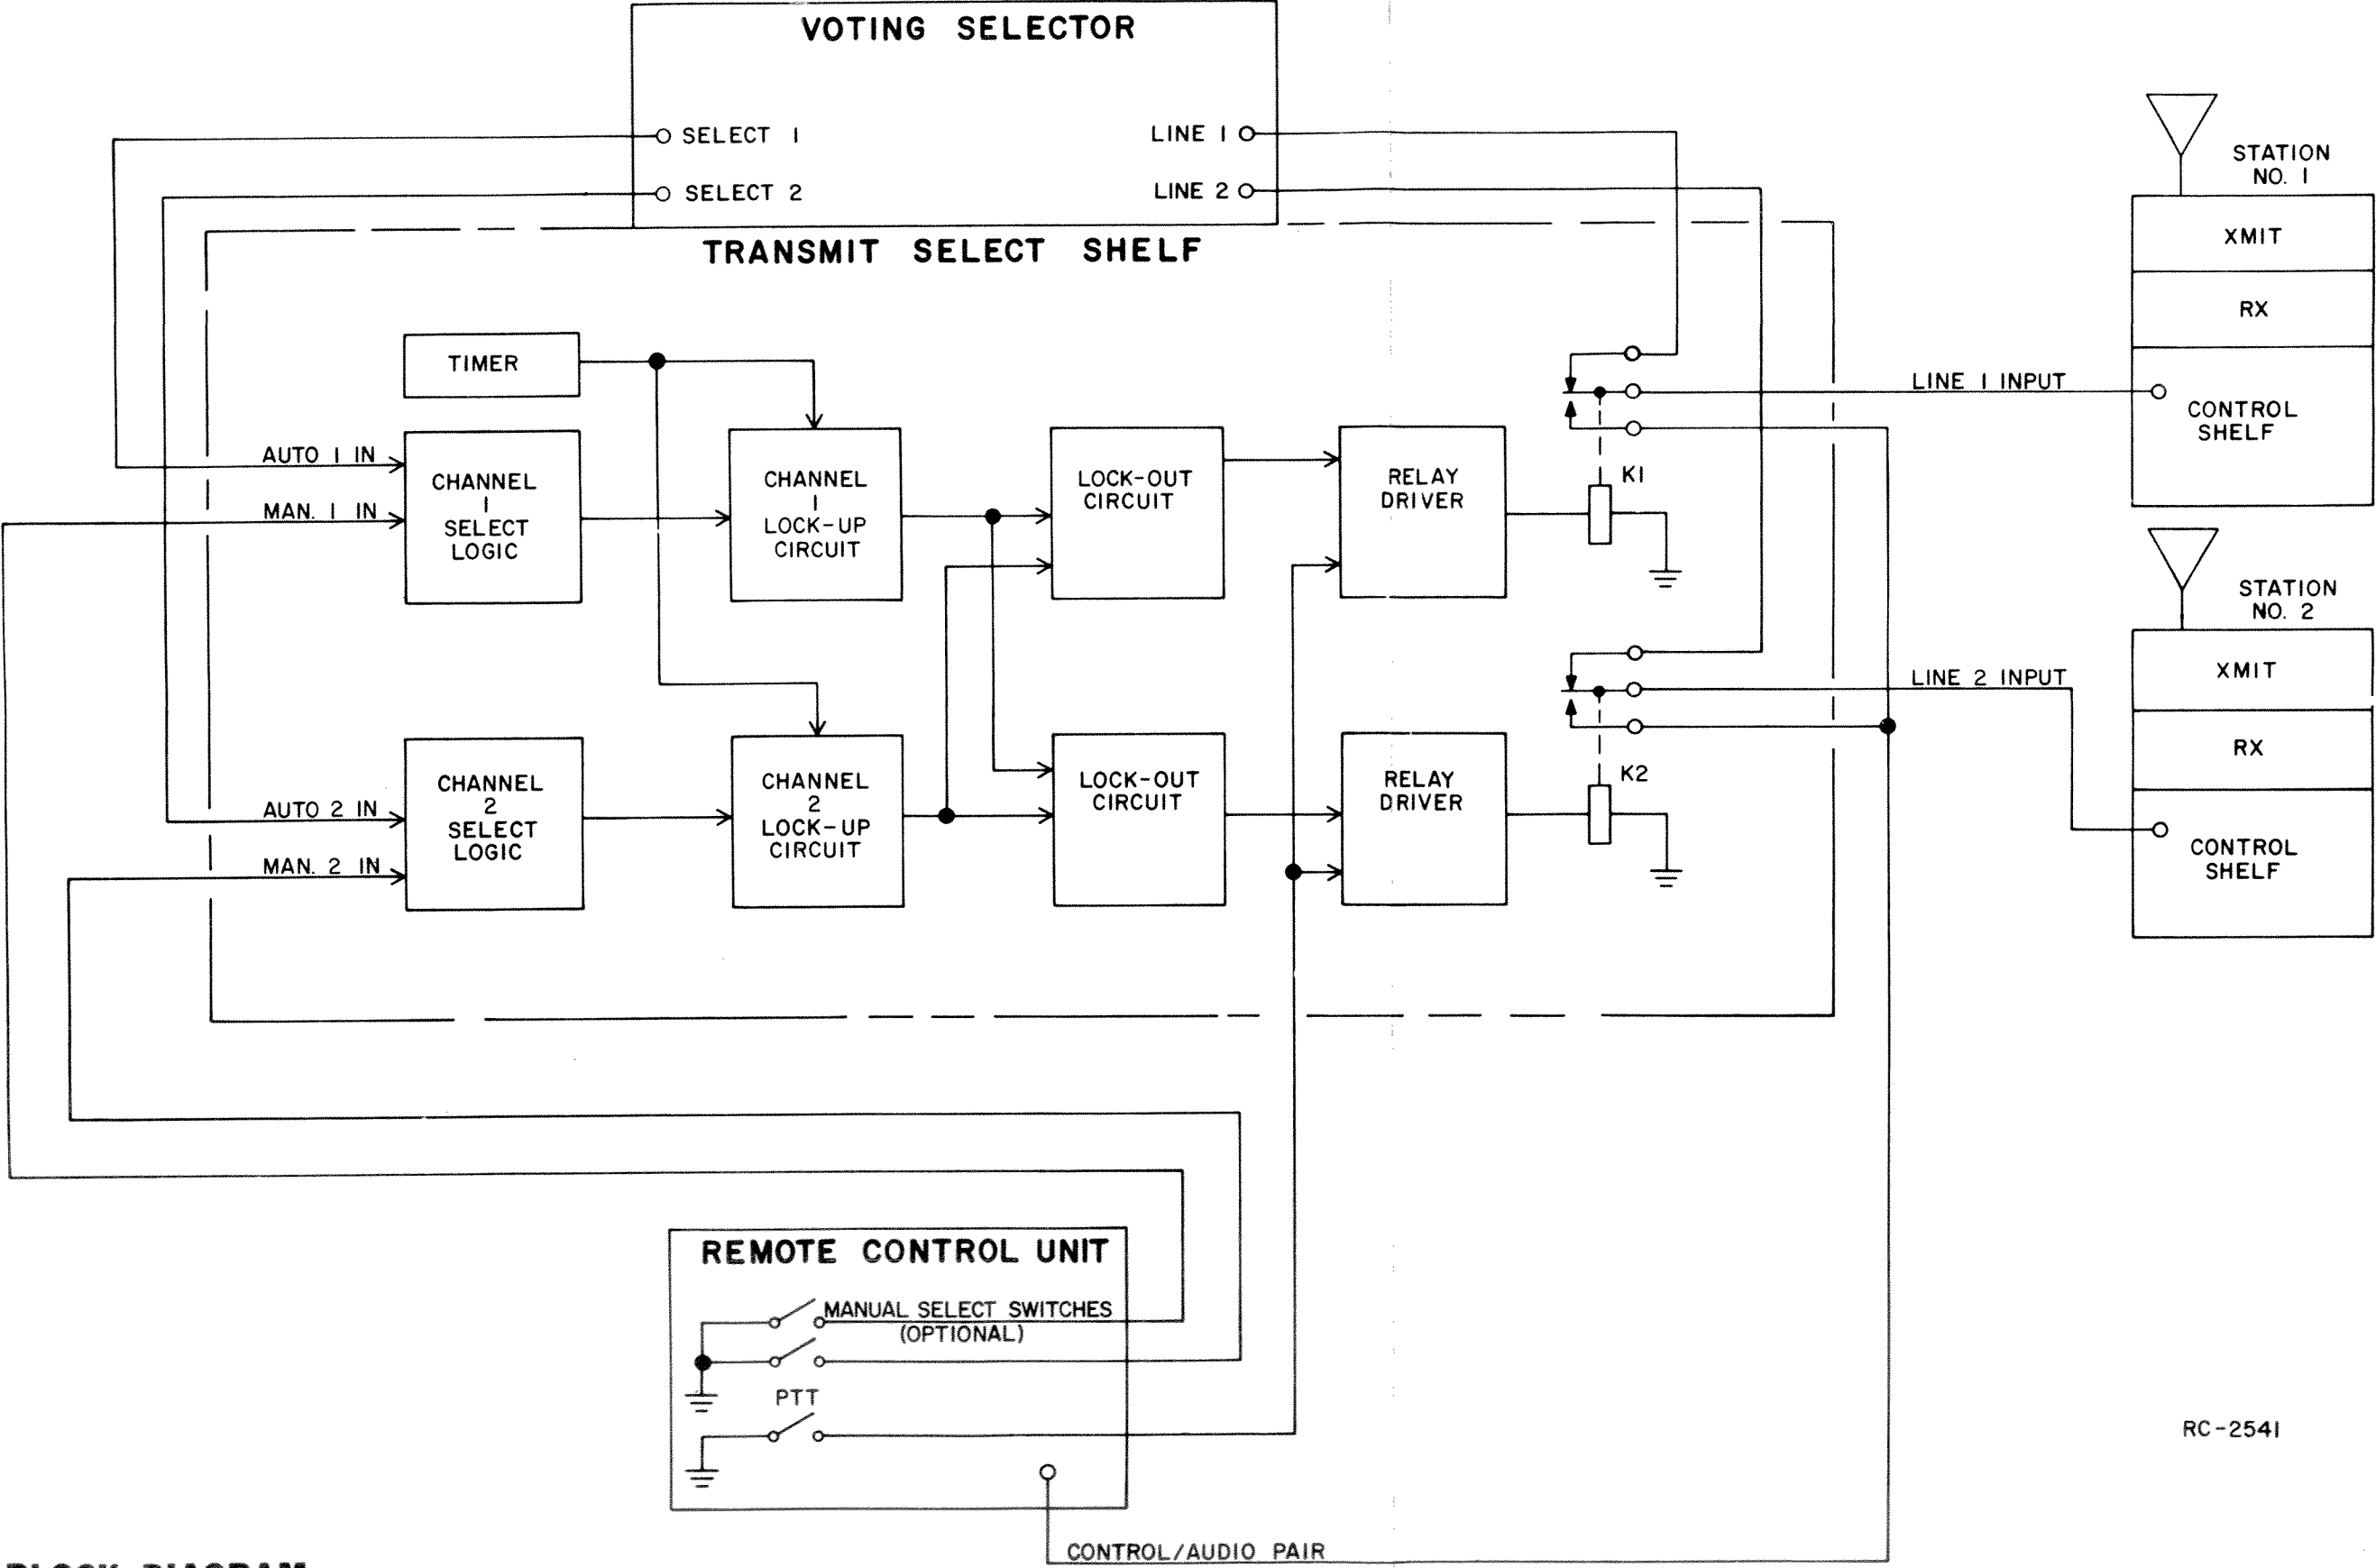 VOTING SELECTOR
SELECT 1
LINE 1
SELECT 2
LINE 2
TRANSMIT SELECT SHELF
STATION
NO. 1
XMIT
RX
CONTROL
SHELF
LINE 1 INPUT
TIMER
AUTO 1 IN
MAN. 1 IN
CHANNEL
1
SELECT
LOGIC
CHANNEL
1
LOCK-UP
CIRCUIT
LOCK-OUT
CIRCUIT
RELAY
DRIVER
K1
STATION
NO. 2
XMIT
RX
CONTROL
SHELF
LINE 2 INPUT
AUTO 2 IN
MAN. 2 IN
CHANNEL
2
SELECT
LOGIC
CHANNEL
2
LOCK-UP
CIRCUIT
LOCK-OUT
CIRCUIT
RELAY
DRIVER
K2
REMOTE CONTROL UNIT
MANUAL SELECT SWITCHES
(OPTIONAL)
PTT
CONTROL/AUDIO PAIR
RC-2541
BLOCK DIAGRAM